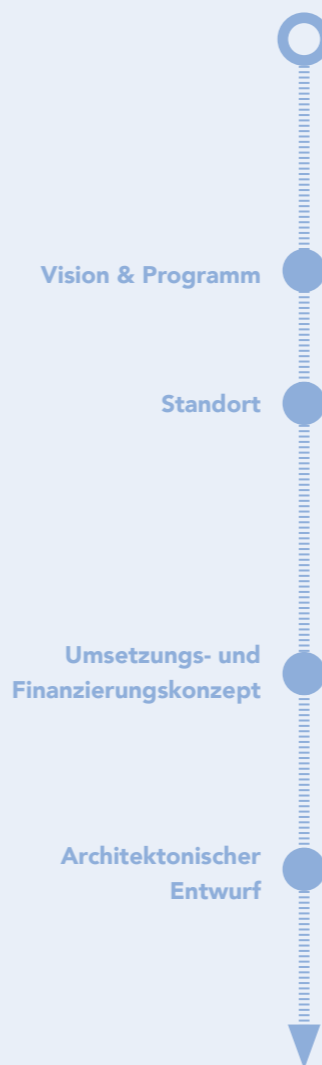 Vision & Programm
Standort
Umsetzungs- und
Finanzierungskonzept
Architektonischer
Entwurf